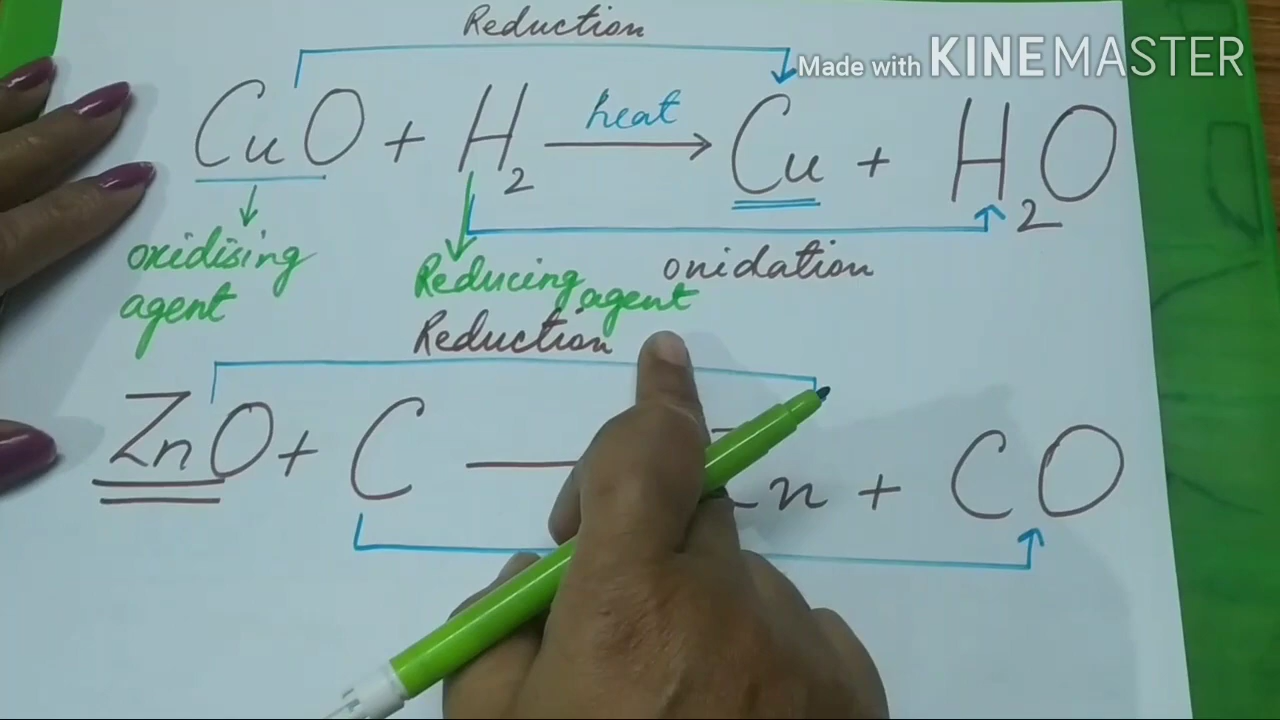 Reduction
Made with KINEMASTER
heat
CuO + H2 → Cu + H2O
oxidising agent
Reducing agent
onidation
Reduction
ZnO + C n + CO